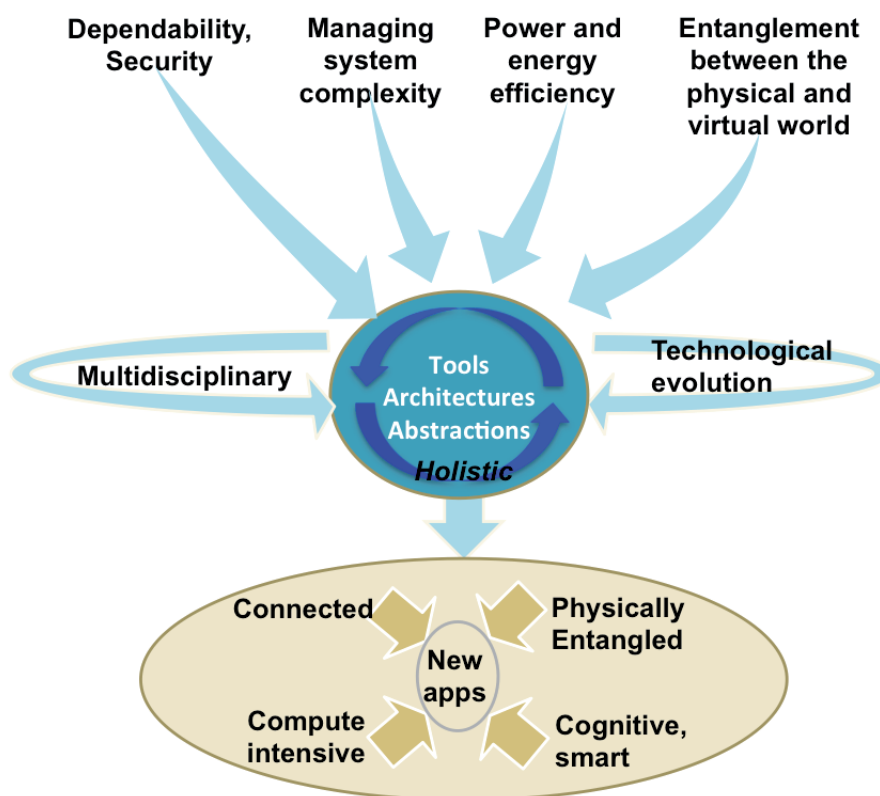 Dependability,
Security
Managing
system
complexity
Power and
energy
efficiency
Entanglement
between the
physical and
virtual world
Multidisciplinary
Tools
Architectures
Abstractions
Holistic
Technological
evolution
Connected
Physically
Entangled
New
apps
Compute
intensive
Cognitive,
smart